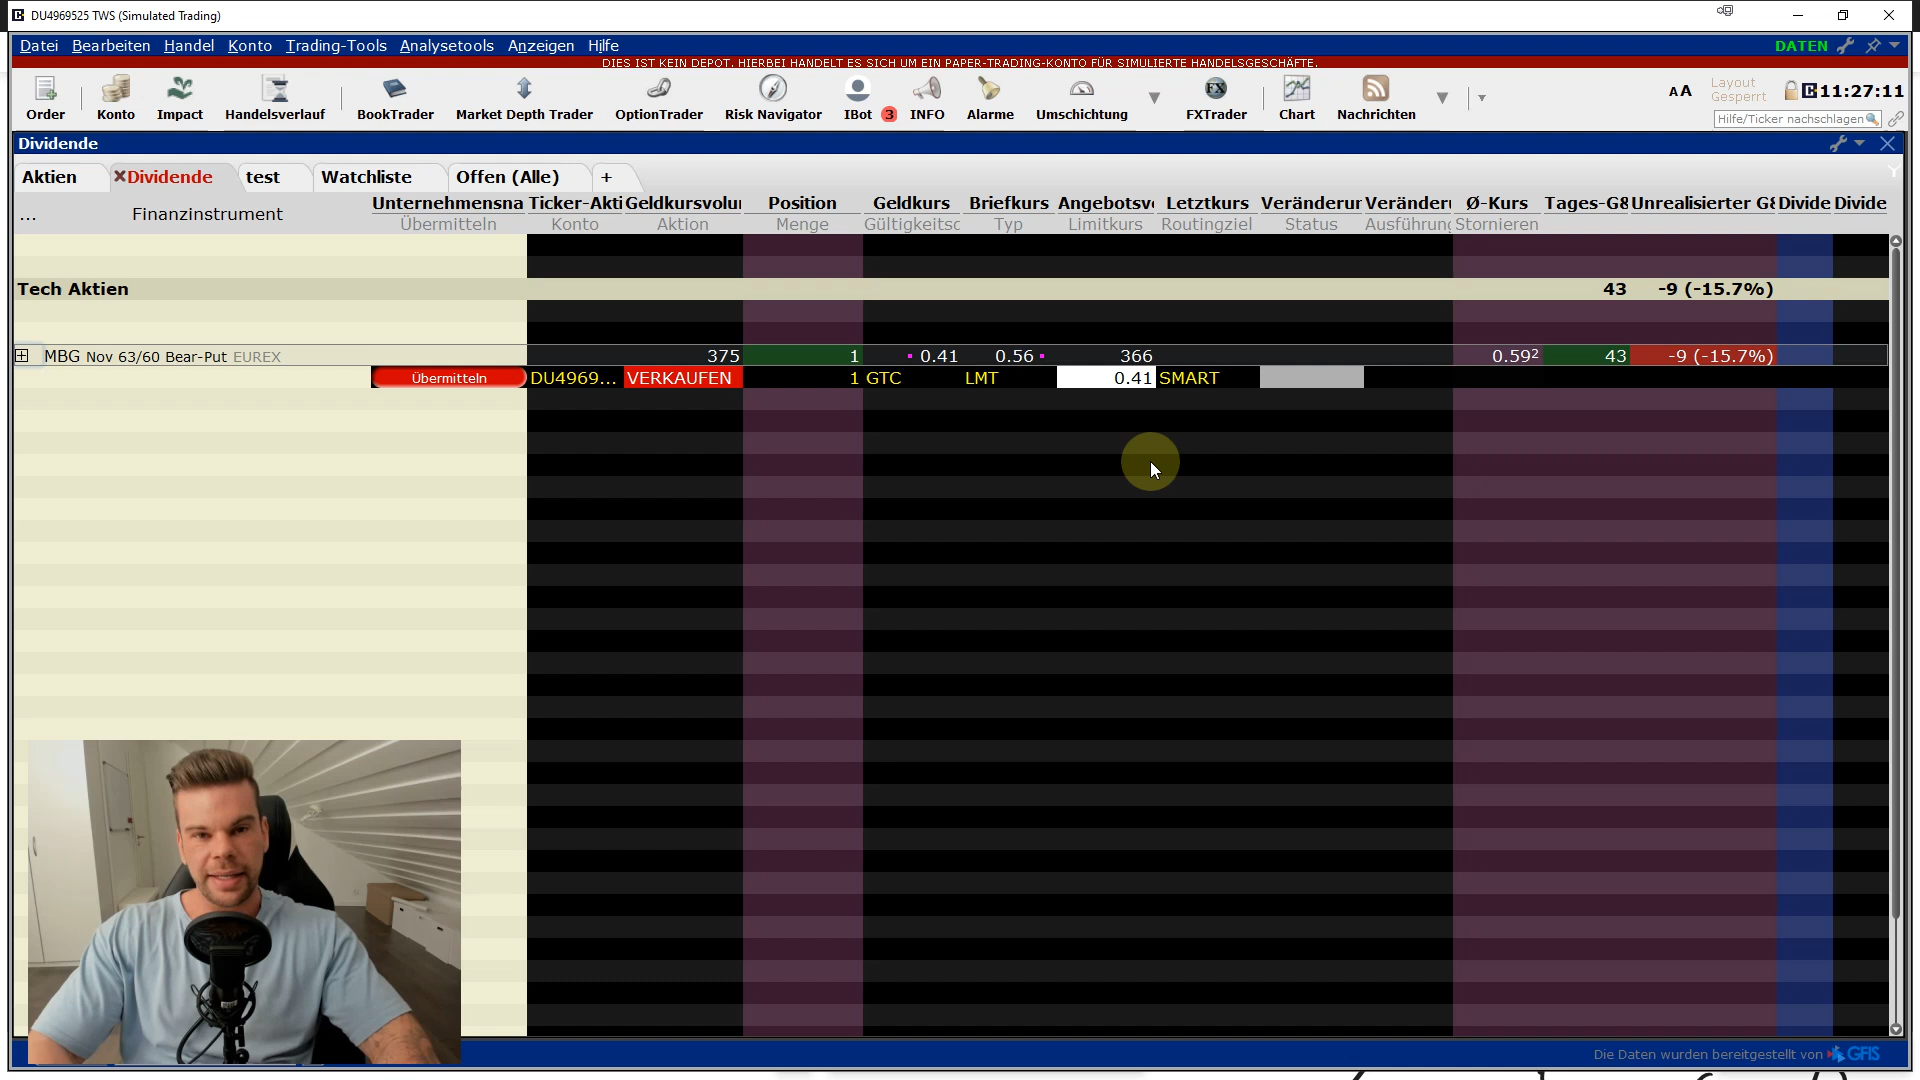 DU4969525 TWS (Simulated Trading)
Datei Bearbeiten Handel Konto Trading-Tools Analysetools Anzeigen Hilfe
DATEN
DIES IST KEIN DEPOT. HIERBEI HANDELT ES SICH UM EIN PAPER-TRADING-KONTO FÜR SIMULIERTE HANDELSGESCHÄFTE.
Order Konto Impact Handelsverlauf BookTrader Market Depth Trader OptionTrader Risk Navigator IBot 3 INFO Alarme Umschichtung FX FXTrader Chart Nachrichten
A A Layout Gesperrt 11:27:11
Hilfe/Ticker nachschlagen
Dividende
Aktien Dividende test Watchliste Offen (Alle) +
... Finanzinstrument
Unternehmensna Ticker-Akti Geldkursvolu Position Geldkurs Briefkurs Angebotsv Letztkurs Veränderun Veränder Ø-Kurs Tages-G& Unrealisierter G& Divide Divide
Übermitteln Konto Aktion Menge Gültigkeitsc Typ Limitkurs Routingziel Status Ausführung Stornieren
Tech Aktien 43 -9 (-15.7%)
MBG Nov 63/60 Bear-Put EUREX 375 1 0.41 0.56 366 0.59² 43 -9 (-15.7%)
Übermitteln DU4969... VERKAUFEN 1 GTC LMT 0.41 SMART
Die Daten wurden bereitgestellt von GFIS